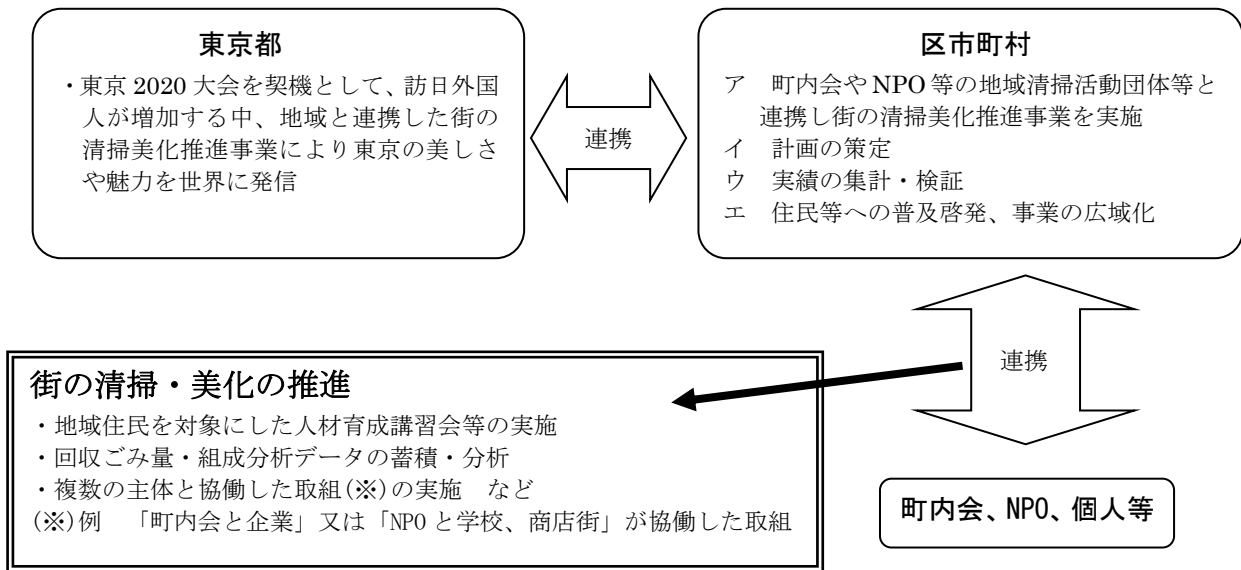 東京都
・東京 2020 大会を契機として、訪日外国
人が増加する中、地域と連携した街の
清掃美化推進事業により東京の美しさ
や魅力を世界に発信
連携
区市町村
ア　町内会や NPO 等の地域清掃活動団体等と
連携し街の清掃美化推進事業を実施
イ　計画の策定
ウ　実績の集計・検証
エ　住民等への普及啓発、事業の広域化
連携
街の清掃・美化の推進
・地域住民を対象にした人材育成講習会等の実施
・回収ごみ量・組成分析データの蓄積・分析
・複数の主体と協働した取組(※)の実施　など
(※)例　「町内会と企業」又は「NPO と学校、商店街」が協働した取組
町内会、NPO、個人等